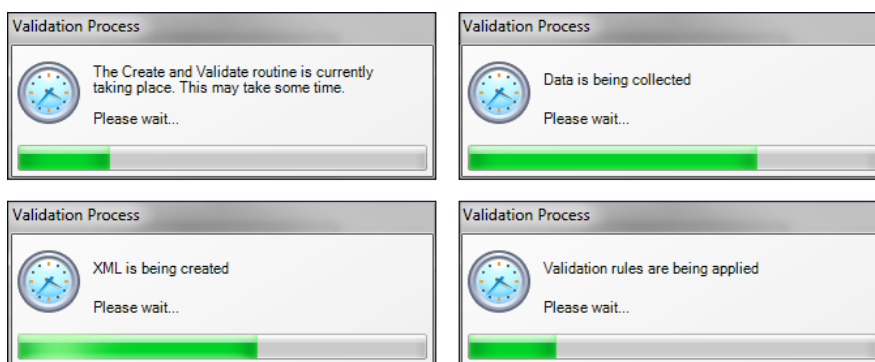 Validation Process
The Create and Validate routine is currently
taking place. This may take some time.
Please wait...
Validation Process
Data is being collected
Please wait...
Validation Process
XML is being created
Please wait...
Validation Process
Validation rules are being applied
Please wait...